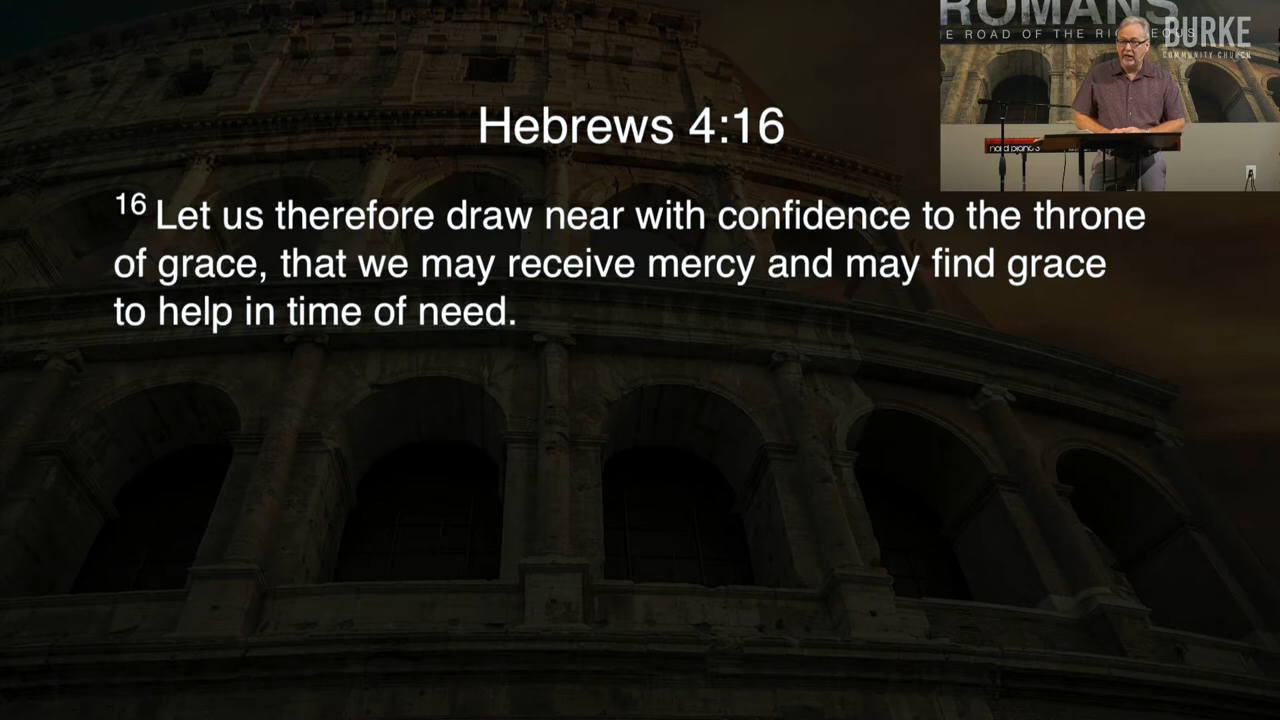 Hebrews 4:16
16 Let us therefore draw near with confidence to the throne
of grace, that we may receive mercy and may find grace
to help in time of need.
ROMANS
E ROAD OF THE RIGHTEOUS
BURKE
COMMUNITY CHURCH
nord piano